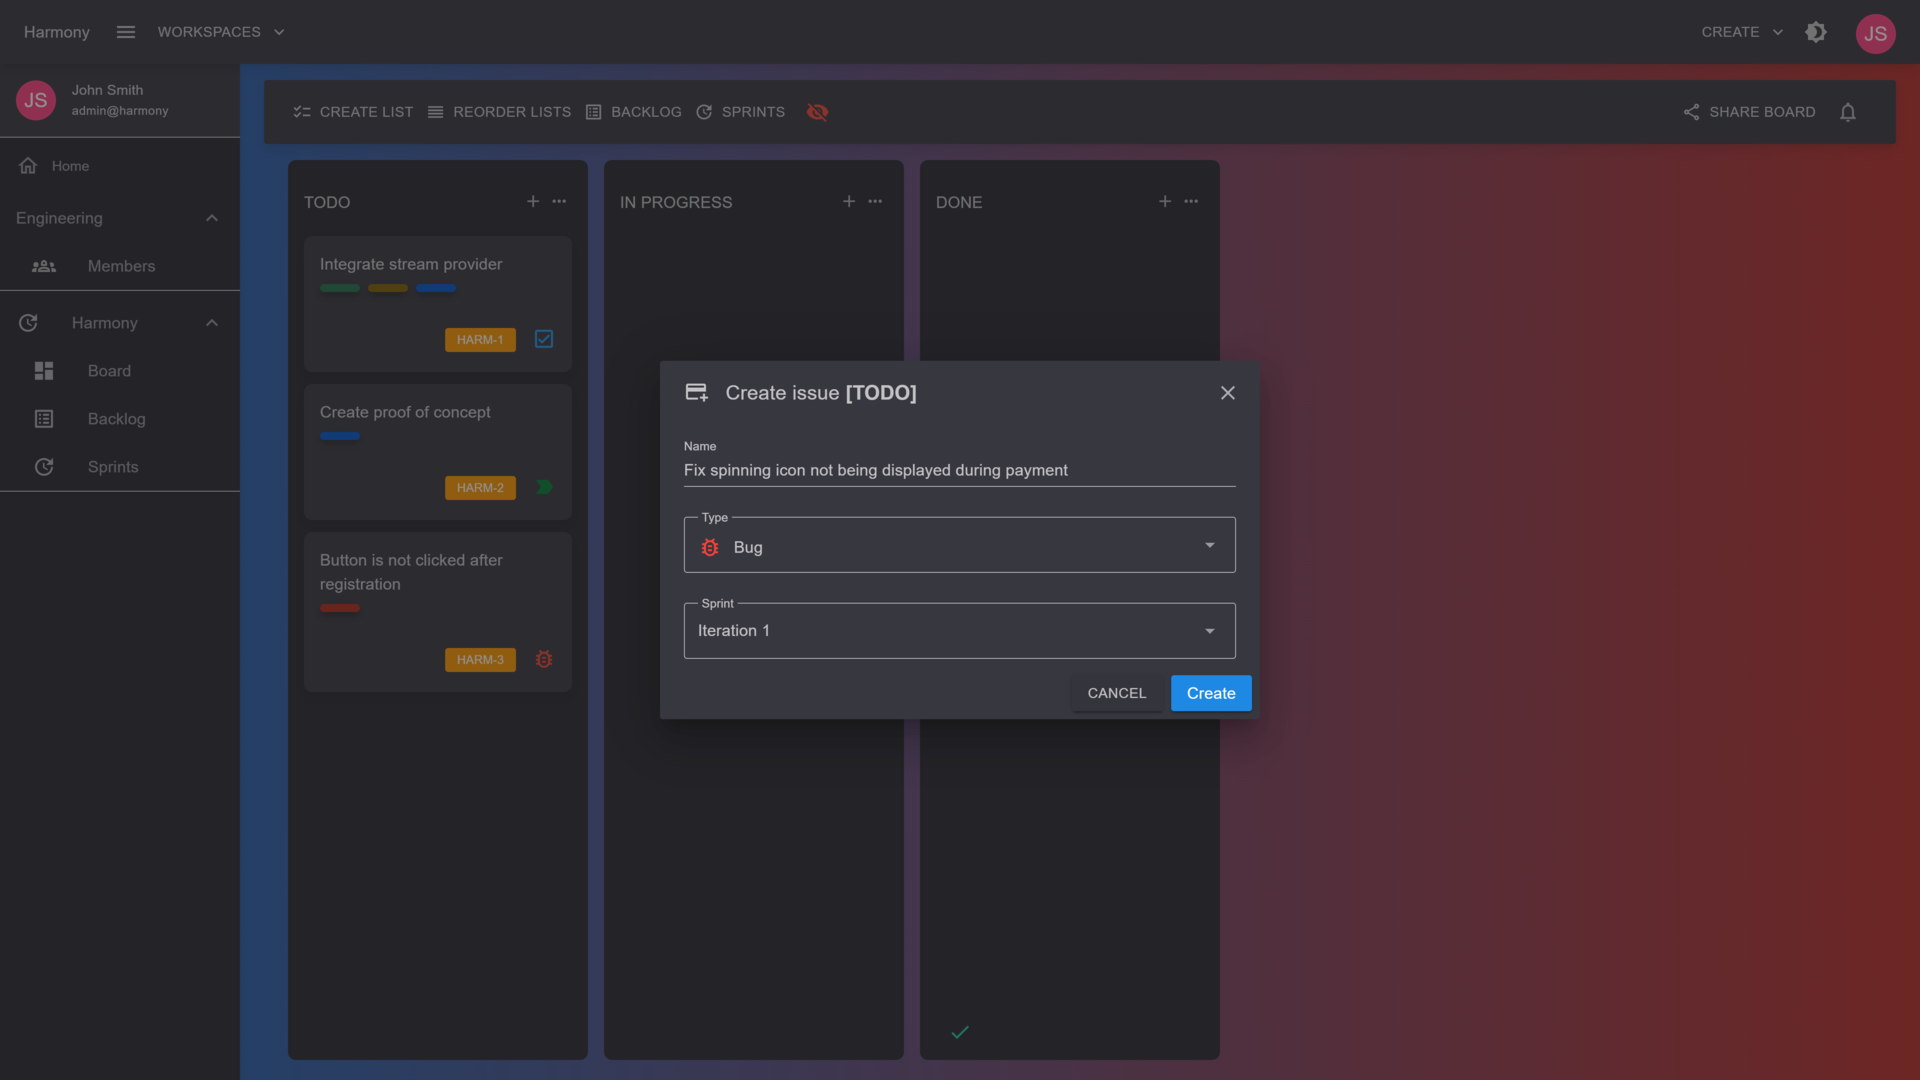 Harmony
WORKSPACES
CREATE
JS
JS
John Smith
admin@harmony
Home
Engineering
Members
Harmony
Board
Backlog
Sprints
CREATE LIST
REORDER LISTS
BACKLOG
SPRINTS
SHARE BOARD
TODO
Integrate stream provider
HARM-1
Create proof of concept
HARM-2
Button is not clicked after
registration
HARM-3
IN PROGRESS
DONE
Create issue [TODO]
Name
Fix spinning icon not being displayed during payment
Type
Bug
Sprint
Iteration 1
CANCEL
Create